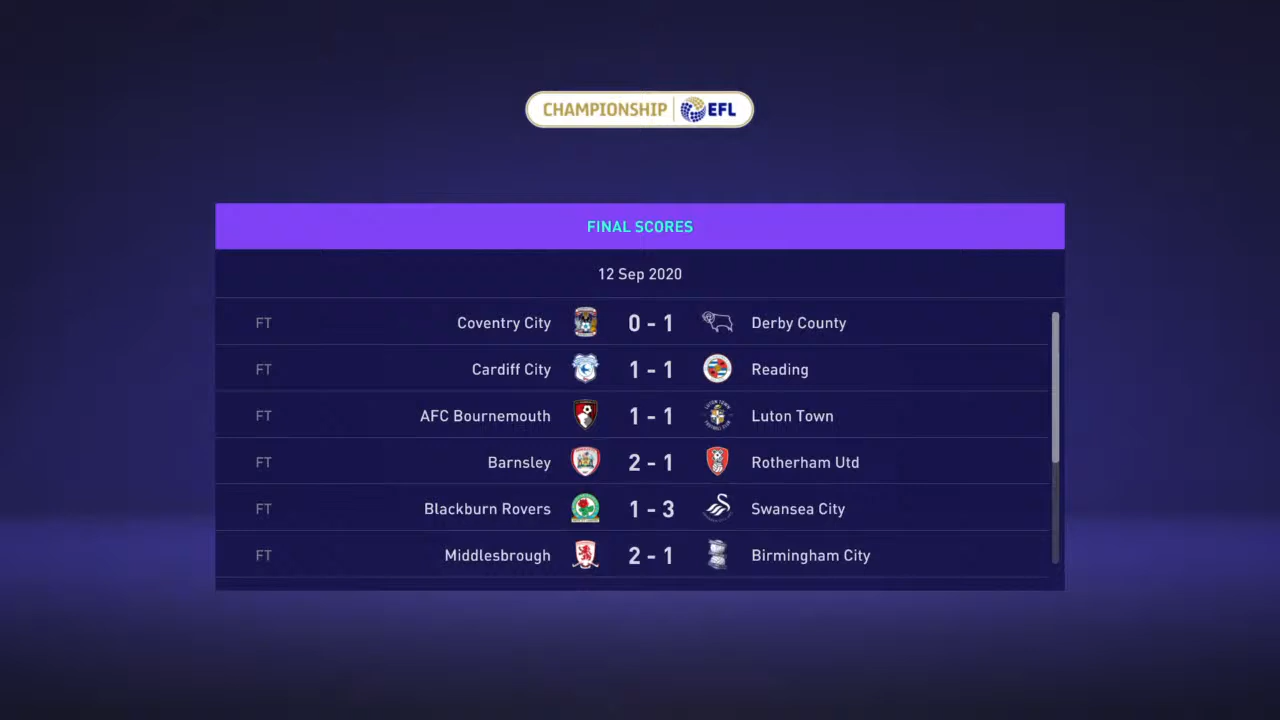 CHAMPIONSHIP EFL
FINAL SCORES
12 Sep 2020
FT Coventry City 0 - 1 Derby County
FT Cardiff City 1 - 1 Reading
FT AFC Bournemouth 1 - 1 Luton Town
FT Barnsley 2 - 1 Rotherham Utd
FT Blackburn Rovers 1 - 3 Swansea City
FT Middlesbrough 2 - 1 Birmingham City